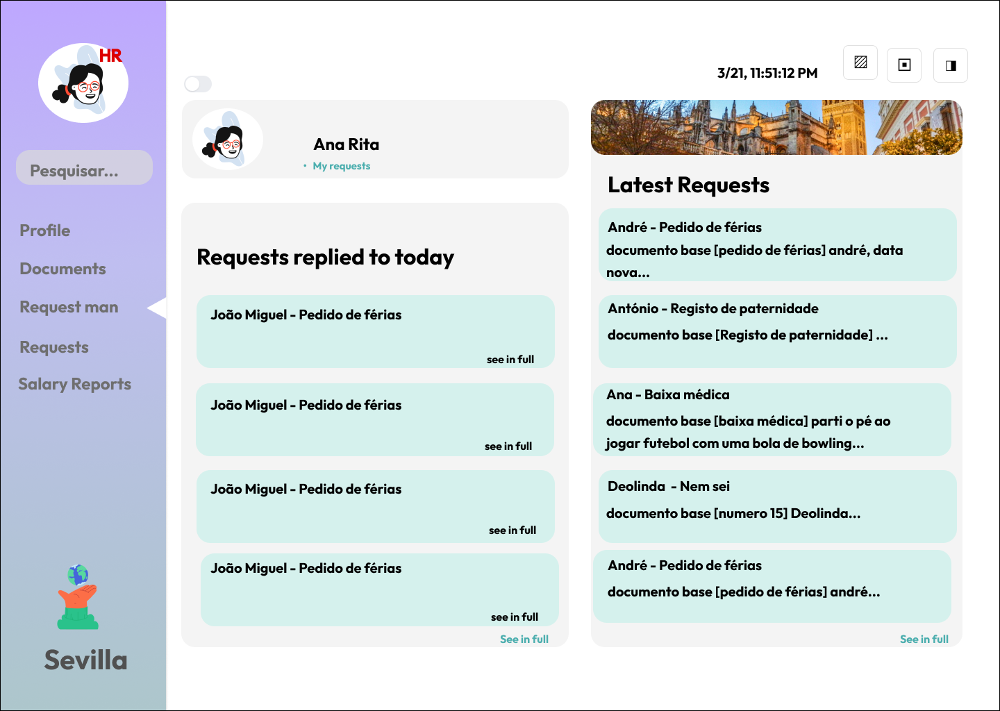 HR
Pesquisar...
Profile
Documents
Request man
Requests
Salary Reports
Sevilla
3/21, 11:51:12 PM
Ana Rita
• My requests
Requests replied to today
João Miguel - Pedido de férias
see in full
João Miguel - Pedido de férias
see in full
João Miguel - Pedido de férias
see in full
João Miguel - Pedido de férias
see in full
See in full
Latest Requests
André - Pedido de férias
documento base [pedido de férias] andré, data
nova...
António - Registo de paternidade
documento base [Registo de paternidade] ...
Ana - Baixa médica
documento base [baixa médica] parti o pé ao
jogar futebol com uma bola de bowling...
Deolinda - Nem sei
documento base [numero 15] Deolinda...
André - Pedido de férias
documento base [pedido de férias] andré...
See in full